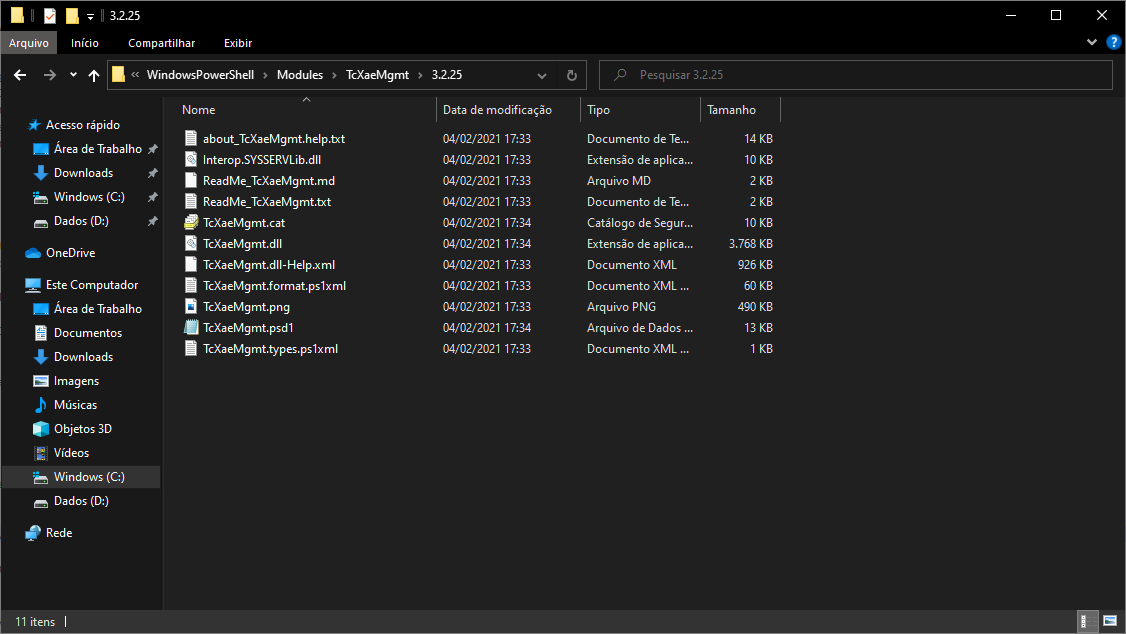 3.2.25
Arquivo Início Compartilhar Exibir
WindowsPowerShell Modules TcXaeMgmt 3.2.25 Pesquisar 3.2.25
Nome Data de modificação Tipo Tamanho
Acesso rápido
Área de Trabalho
Downloads
Windows (C:)
Dados (D:)
OneDrive
Este Computador
Área de Trabalho
Documentos
Downloads
Imagens
Músicas
Objetos 3D
Vídeos
Windows (C:)
Dados (D:)
Rede
about_TcXaeMgmt.help.txt 04/02/2021 17:33 Documento de Te... 14 KB
Interop.SYSSERVLib.dll 04/02/2021 17:33 Extensão de aplica... 10 KB
ReadMe_TcXaeMgmt.md 04/02/2021 17:33 Arquivo MD 2 KB
ReadMe_TcXaeMgmt.txt 04/02/2021 17:33 Documento de Te... 2 KB
TcXaeMgmt.cat 04/02/2021 17:34 Catálogo de Segur... 10 KB
TcXaeMgmt.dll 04/02/2021 17:34 Extensão de aplica... 3.768 KB
TcXaeMgmt.dll-Help.xml 04/02/2021 17:33 Documento XML 926 KB
TcXaeMgmt.format.ps1xml 04/02/2021 17:33 Documento XML ... 60 KB
TcXaeMgmt.png 04/02/2021 17:33 Arquivo PNG 490 KB
TcXaeMgmt.psd1 04/02/2021 17:34 Arquivo de Dados ... 13 KB
TcXaeMgmt.types.ps1xml 04/02/2021 17:33 Documento XML ... 1 KB
11 itens